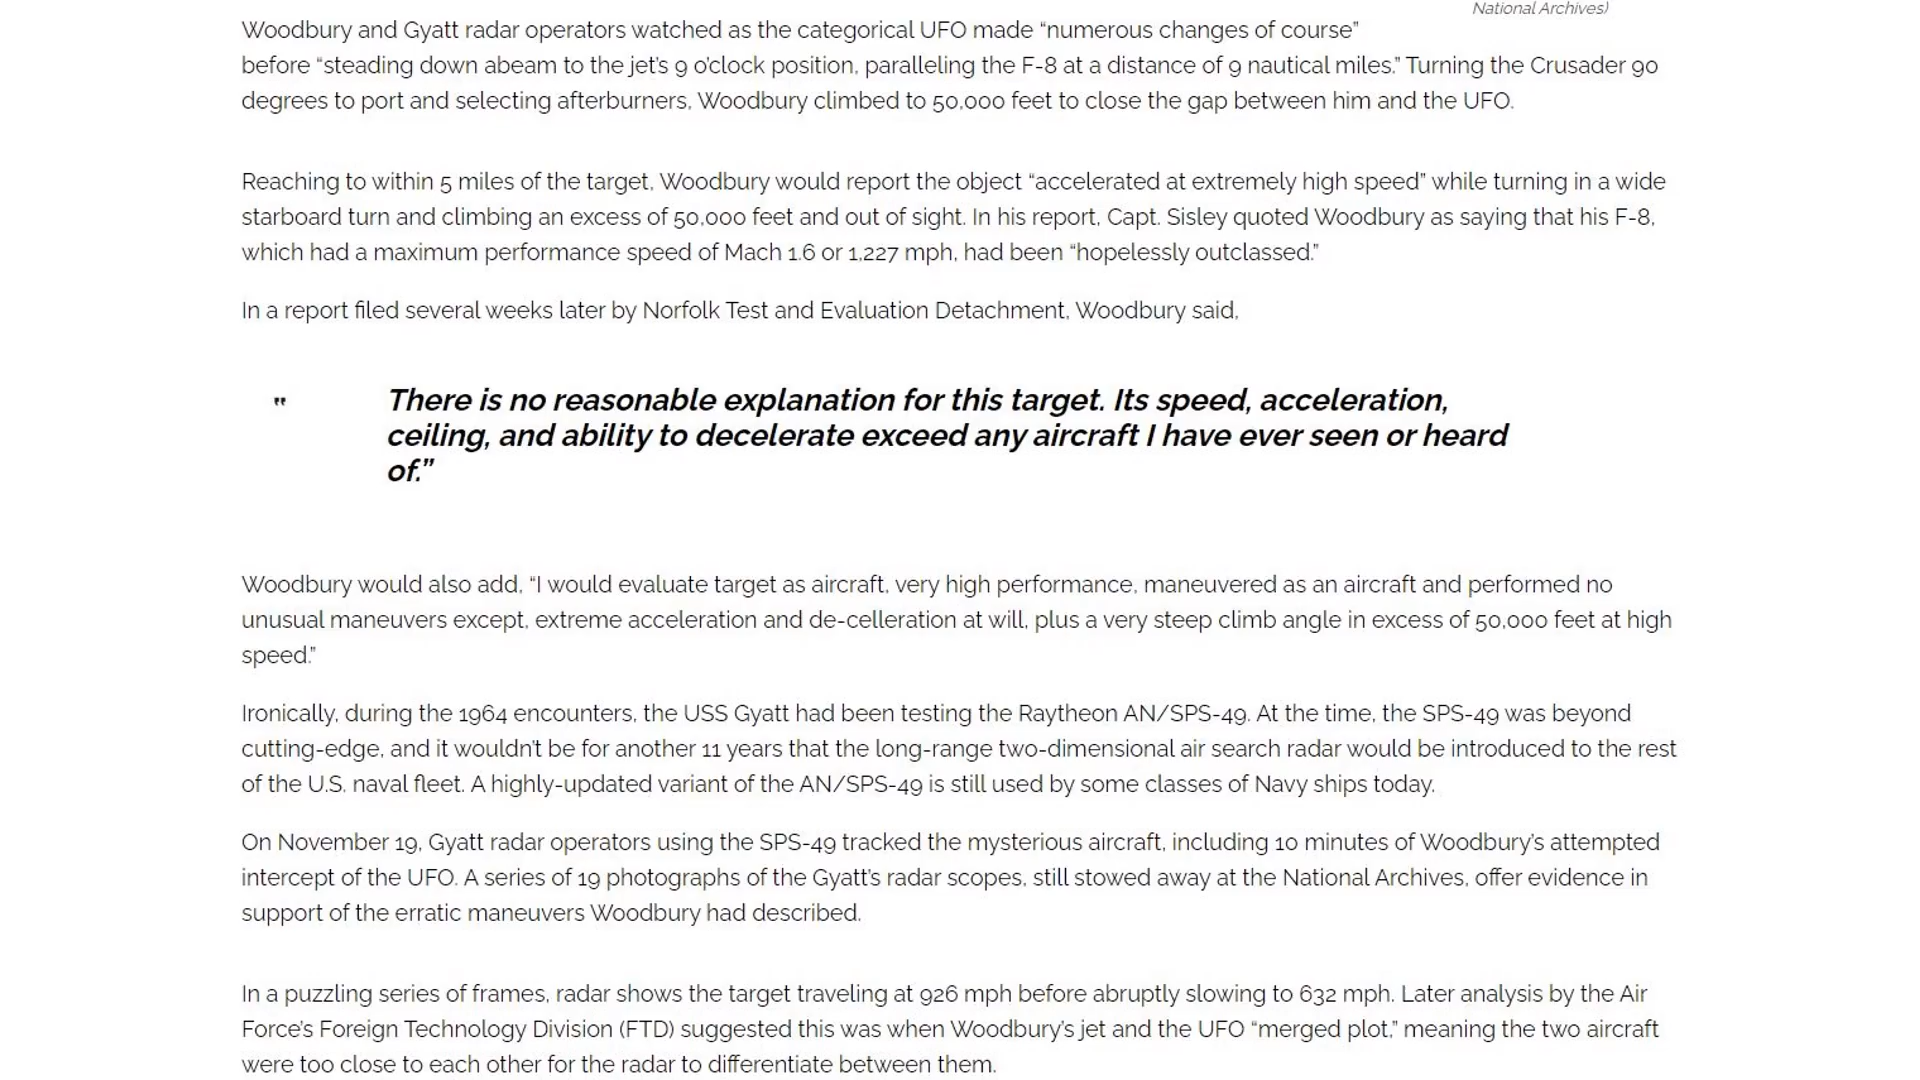 National Archives)
Woodbury and Gyatt radar operators watched as the categorical UFO made “numerous changes of course”
before “steading down abeam to the jet’s 9 o’clock position, paralleling the F-8 at a distance of 9 nautical miles.” Turning the Crusader 90
degrees to port and selecting afterburners, Woodbury climbed to 50,000 feet to close the gap between him and the UFO.
Reaching to within 5 miles of the target, Woodbury would report the object “accelerated at extremely high speed” while turning in a wide
starboard turn and climbing an excess of 50,000 feet and out of sight. In his report, Capt. Sisley quoted Woodbury as saying that his F-8,
which had a maximum performance speed of Mach 1.6 or 1,227 mph, had been “hopelessly outclassed.”
In a report filed several weeks later by Norfolk Test and Evaluation Detachment, Woodbury said,
" There is no reasonable explanation for this target. Its speed, acceleration,
ceiling, and ability to decelerate exceed any aircraft I have ever seen or heard
of.”
Woodbury would also add, “I would evaluate target as aircraft, very high performance, maneuvered as an aircraft and performed no
unusual maneuvers except, extreme acceleration and de-celleration at will, plus a very steep climb angle in excess of 50,000 feet at high
speed.”
Ironically, during the 1964 encounters, the USS Gyatt had been testing the Raytheon AN/SPS-49. At the time, the SPS-49 was beyond
cutting-edge, and it wouldn’t be for another 11 years that the long-range two-dimensional air search radar would be introduced to the rest
of the U.S. naval fleet. A highly-updated variant of the AN/SPS-49 is still used by some classes of Navy ships today.
On November 19, Gyatt radar operators using the SPS-49 tracked the mysterious aircraft, including 10 minutes of Woodbury’s attempted
intercept of the UFO. A series of 19 photographs of the Gyatt’s radar scopes, still stowed away at the National Archives, offer evidence in
support of the erratic maneuvers Woodbury had described.
In a puzzling series of frames, radar shows the target traveling at 926 mph before abruptly slowing to 632 mph. Later analysis by the Air
Force’s Foreign Technology Division (FTD) suggested this was when Woodbury’s jet and the UFO “merged plot,” meaning the two aircraft
were too close to each other for the radar to differentiate between them.